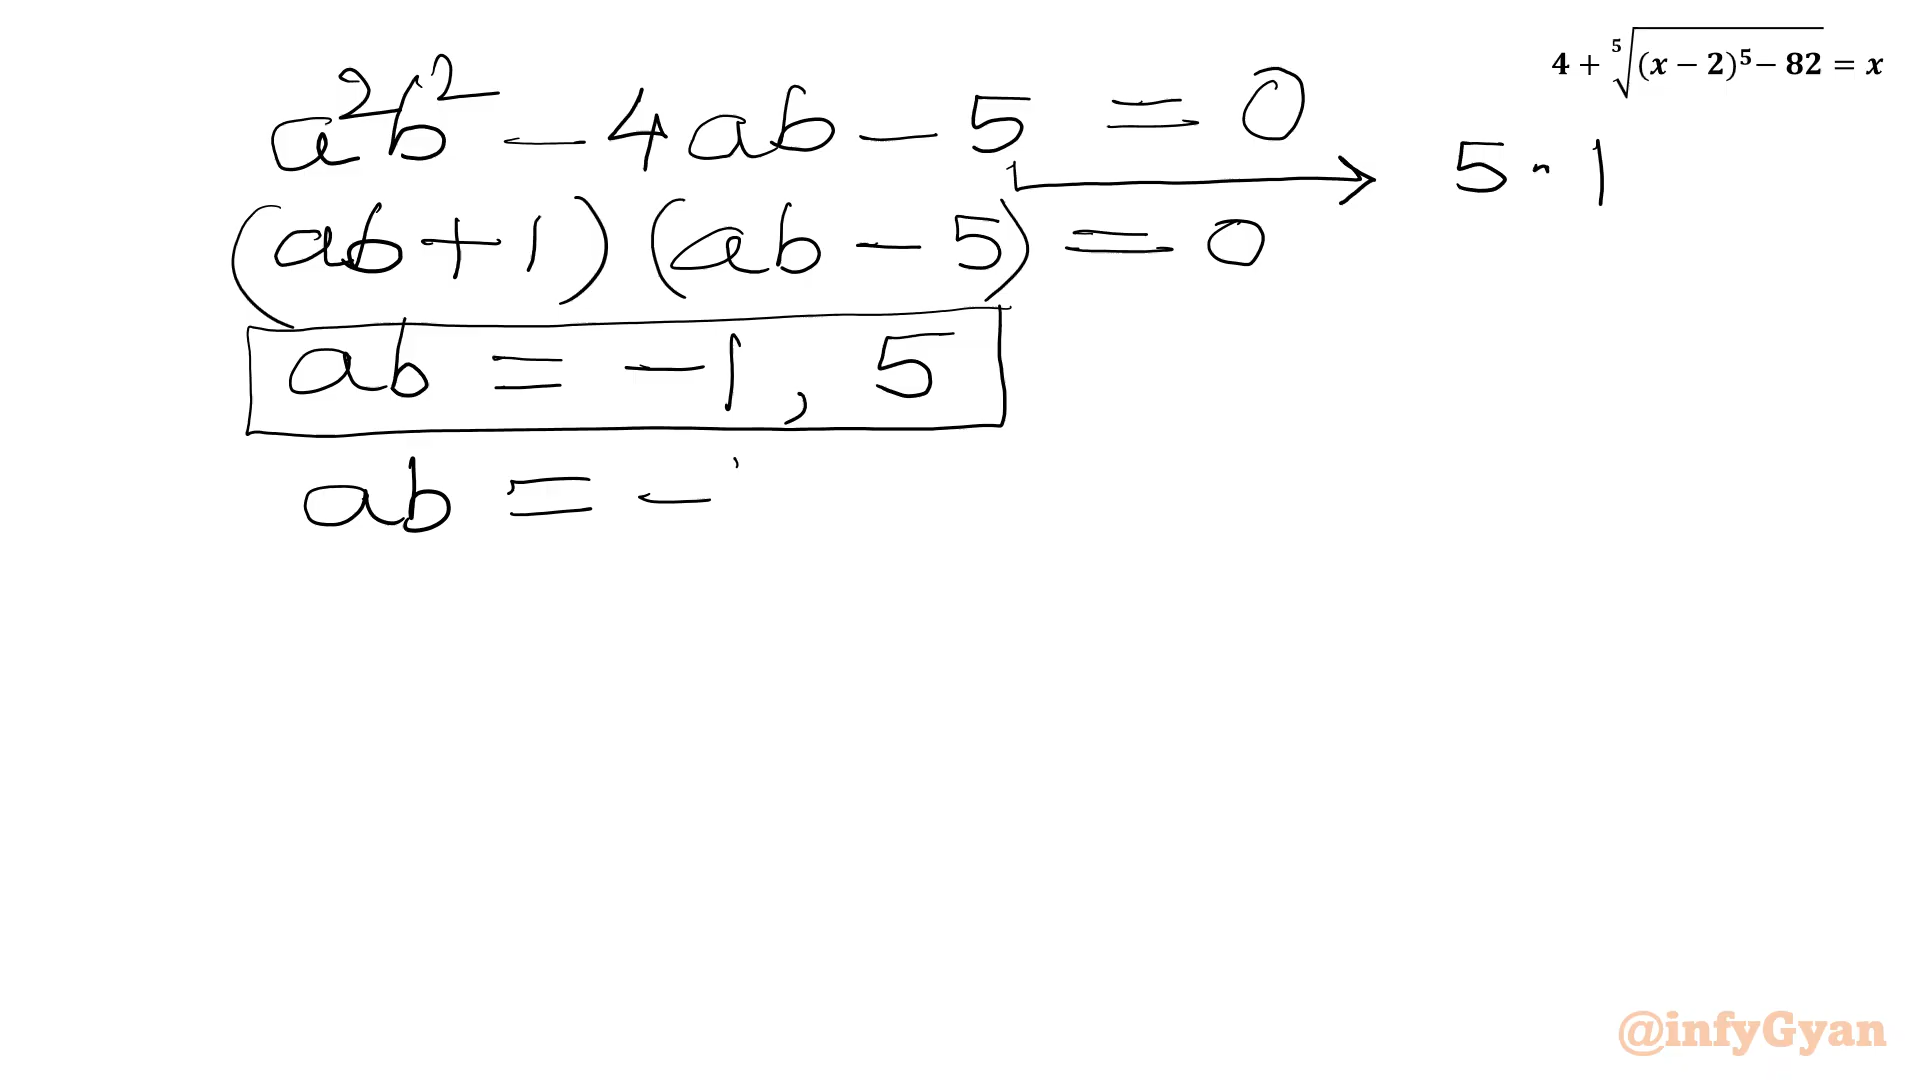 4 + ⁵√((x − 2)⁵ − 82) = x
a²b² − 4ab − 5 = 0
5 · 1
(ab + 1) (ab − 5) = 0
ab = −1, 5
ab = −
@infyGyan